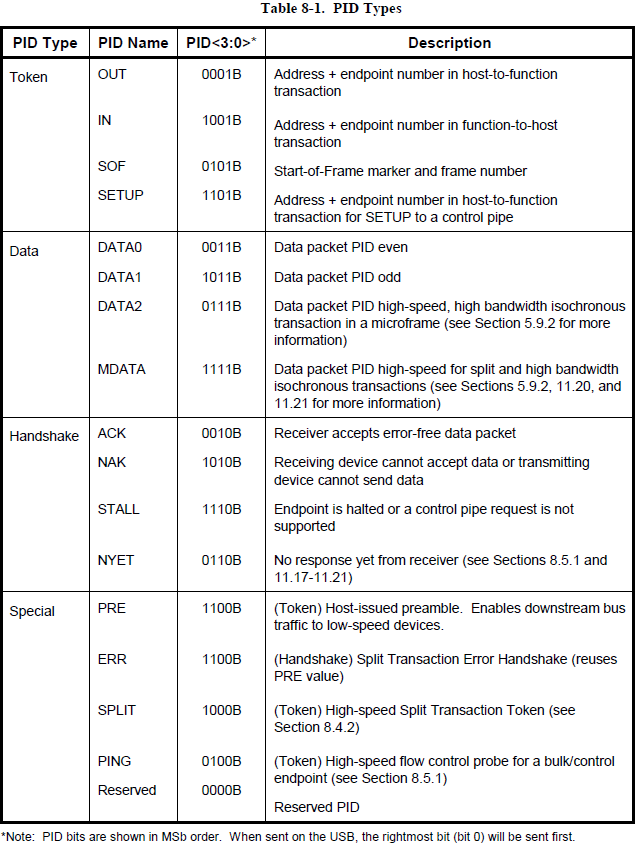 Table 8-1. PID Types
PID Type PID Name PID<3:0>* Description
Token OUT 0001B Address + endpoint number in host-to-function
transaction
IN 1001B Address + endpoint number in function-to-host
transaction
SOF 0101B Start-of-Frame marker and frame number
SETUP 1101B Address + endpoint number in host-to-function
transaction for SETUP to a control pipe
Data DATA0 0011B Data packet PID even
DATA1 1011B Data packet PID odd
DATA2 0111B Data packet PID high-speed, high bandwidth isochronous
transaction in a microframe (see Section 5.9.2 for more
information)
MDATA 1111B Data packet PID high-speed for split and high bandwidth
isochronous transactions (see Sections 5.9.2, 11.20, and
11.21 for more information)
Handshake ACK 0010B Receiver accepts error-free data packet
NAK 1010B Receiving device cannot accept data or transmitting
device cannot send data
STALL 1110B Endpoint is halted or a control pipe request is not
supported
NYET 0110B No response yet from receiver (see Sections 8.5.1 and
11.17-11.21)
Special PRE 1100B (Token) Host-issued preamble. Enables downstream bus
traffic to low-speed devices.
ERR 1100B (Handshake) Split Transaction Error Handshake (reuses
PRE value)
SPLIT 1000B (Token) High-speed Split Transaction Token (see
Section 8.4.2)
PING 0100B (Token) High-speed flow control probe for a bulk/control
endpoint (see Section 8.5.1)
Reserved 0000B
Reserved PID
*Note: PID bits are shown in MSb order. When sent on the USB, the rightmost bit (bit 0) will be sent first.